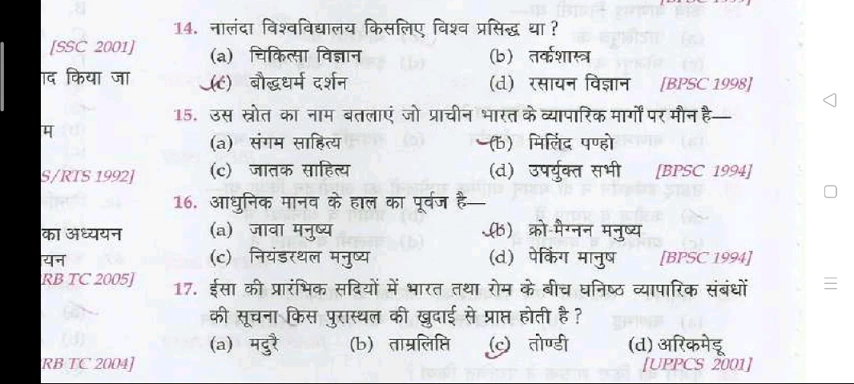 14. नालंदा विश्वविद्यालय किसलिए विश्व प्रसिद्ध था?
[SSC 2001]
(a) चिकित्सा विज्ञान (b) तर्कशास्त्र
ाद किया जा
(c) बौद्धधर्म दर्शन (d) रसायन विज्ञान [BPSC 1998]
15. उस स्रोत का नाम बतलाएं जो प्राचीन भारत के व्यापारिक मार्गों पर मौन है—
म
(a) संगम साहित्य (b) मिलिंद पण्हो
S/RTS 1992]
(c) जातक साहित्य (d) उपर्युक्त सभी [BPSC 1994]
16. आधुनिक मानव के हाल का पूर्वज है—
का अध्ययन
(a) जावा मनुष्य (b) क्रो-मैग्नन मनुष्य
यन
(c) नियंडरथल मनुष्य (d) पेकिंग मानुष [BPSC 1994]
RB TC 2005]
17. ईसा की प्रारंभिक सदियों में भारत तथा रोम के बीच घनिष्ठ व्यापारिक संबंधों
की सूचना किस पुरास्थल की खुदाई से प्राप्त होती है?
(a) मदुरै (b) ताम्रलिप्ति (c) तोण्डी (d) अरिकमेडू
RB TC 2004]
[UPPCS 2001]